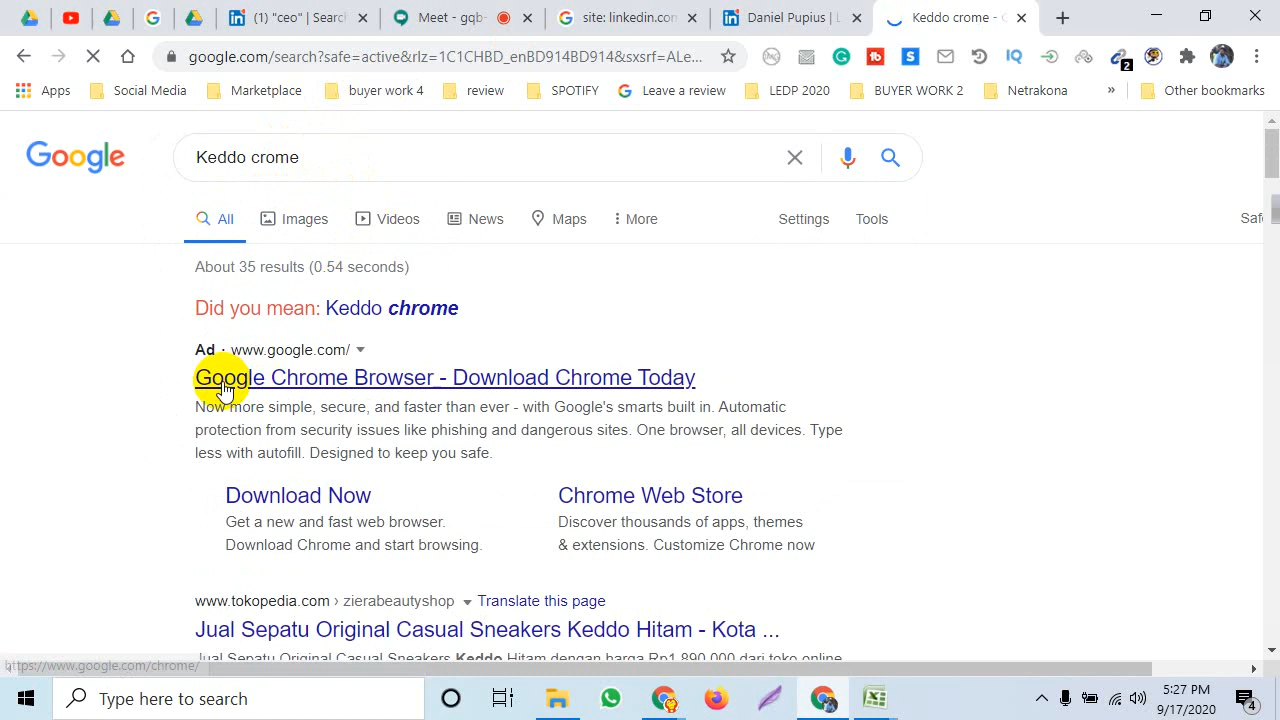 (1) "ceo" | Search
Meet - gqb-
site: linkedin.com
Daniel Pupius | L
Keddo crome - G
google.com/search?safe=active&rlz=1C1CHBD_enBD914BD914&sxsrf=ALe...
2
Apps
Social Media
Marketplace
buyer work 4
review
SPOTIFY
Leave a review
LEDP 2020
BUYER WORK 2
Netrakona
»
Other bookmarks
Google
Keddo crome
All
Images
Videos
News
Maps
More
Settings
Tools
Safe
About 35 results (0.54 seconds)
Did you mean: Keddo chrome
Ad · www.google.com/
Google Chrome Browser - Download Chrome Today
Now more simple, secure, and faster than ever - with Google's smarts built in. Automatic
protection from security issues like phishing and dangerous sites. One browser, all devices. Type
less with autofill. Designed to keep you safe.
Download Now
Get a new and fast web browser.
Download Chrome and start browsing.
Chrome Web Store
Discover thousands of apps, themes
& extensions. Customize Chrome now
www.tokopedia.com › zierabeautyshop Translate this page
Jual Sepatu Original Casual Sneakers Keddo Hitam - Kota ...
Jual Sepatu Original Casual Sneakers Keddo Hitam dengan harga Rp1.890.000 dari toko online
https://www.google.com/chrome/
Type here to search
5:27 PM
9/17/2020
4